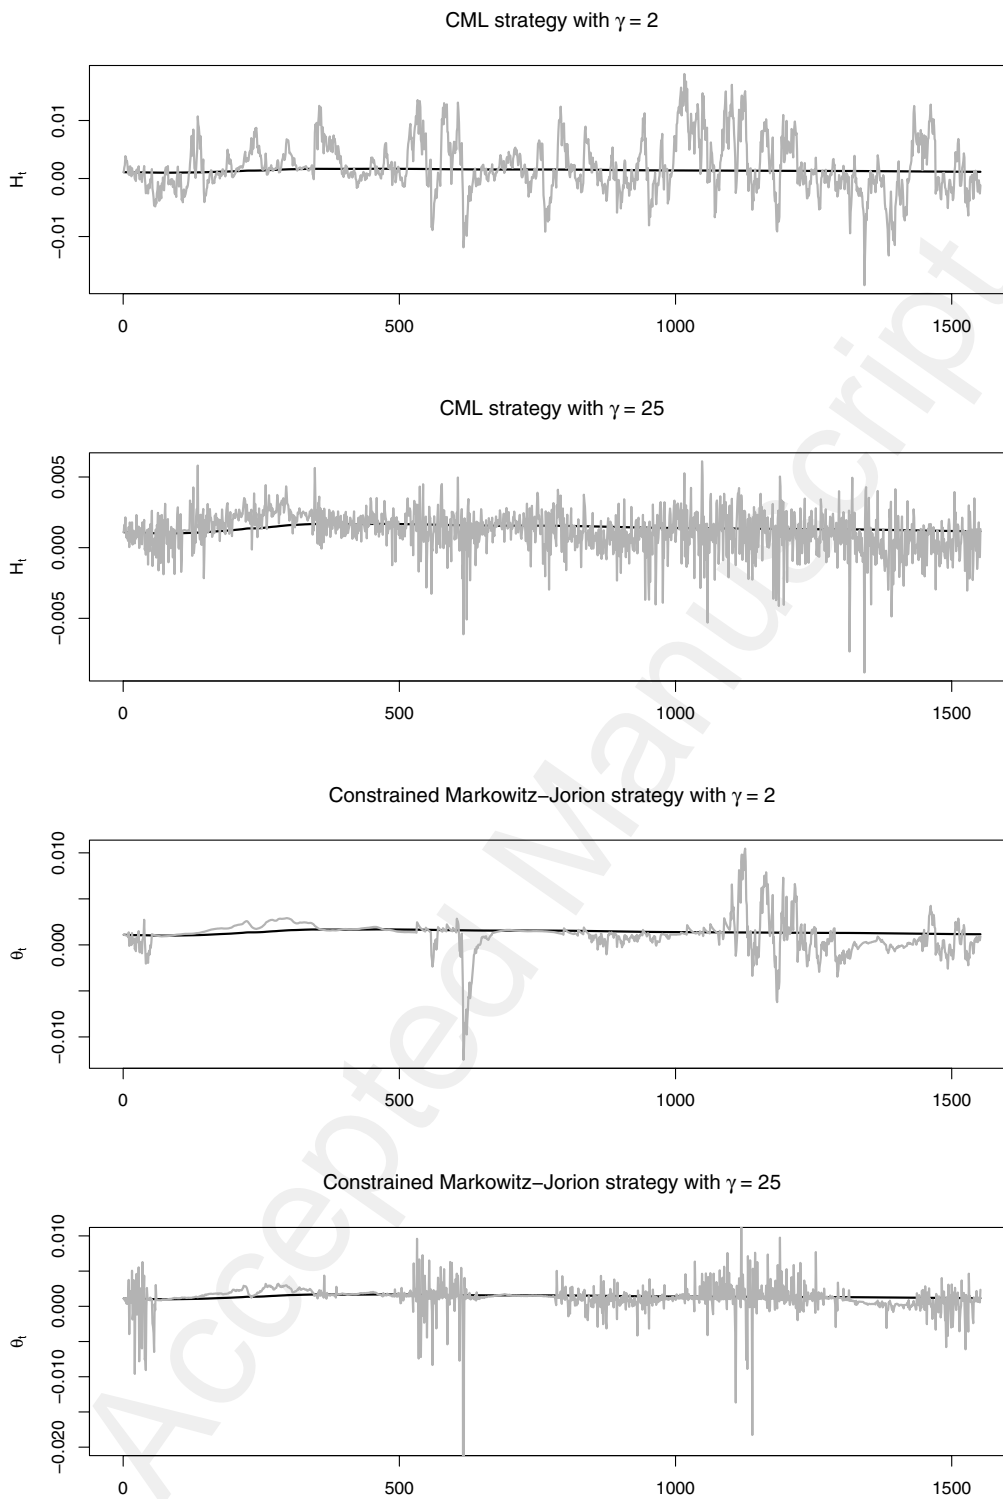 CML strategy with γ = 2
Ht
0.01
0.00
−0.01
0 500 1000 1500
CML strategy with γ = 25
Ht
0.005
0.000
−0.005
0 500 1000 1500
Constrained Markowitz−Jorion strategy with γ = 2
θt
0.010
0.000
−0.010
0 500 1000 1500
Constrained Markowitz−Jorion strategy with γ = 25
θt
0.010
0.000
−0.010
−0.020
0 500 1000 1500
Accepted Manuscript